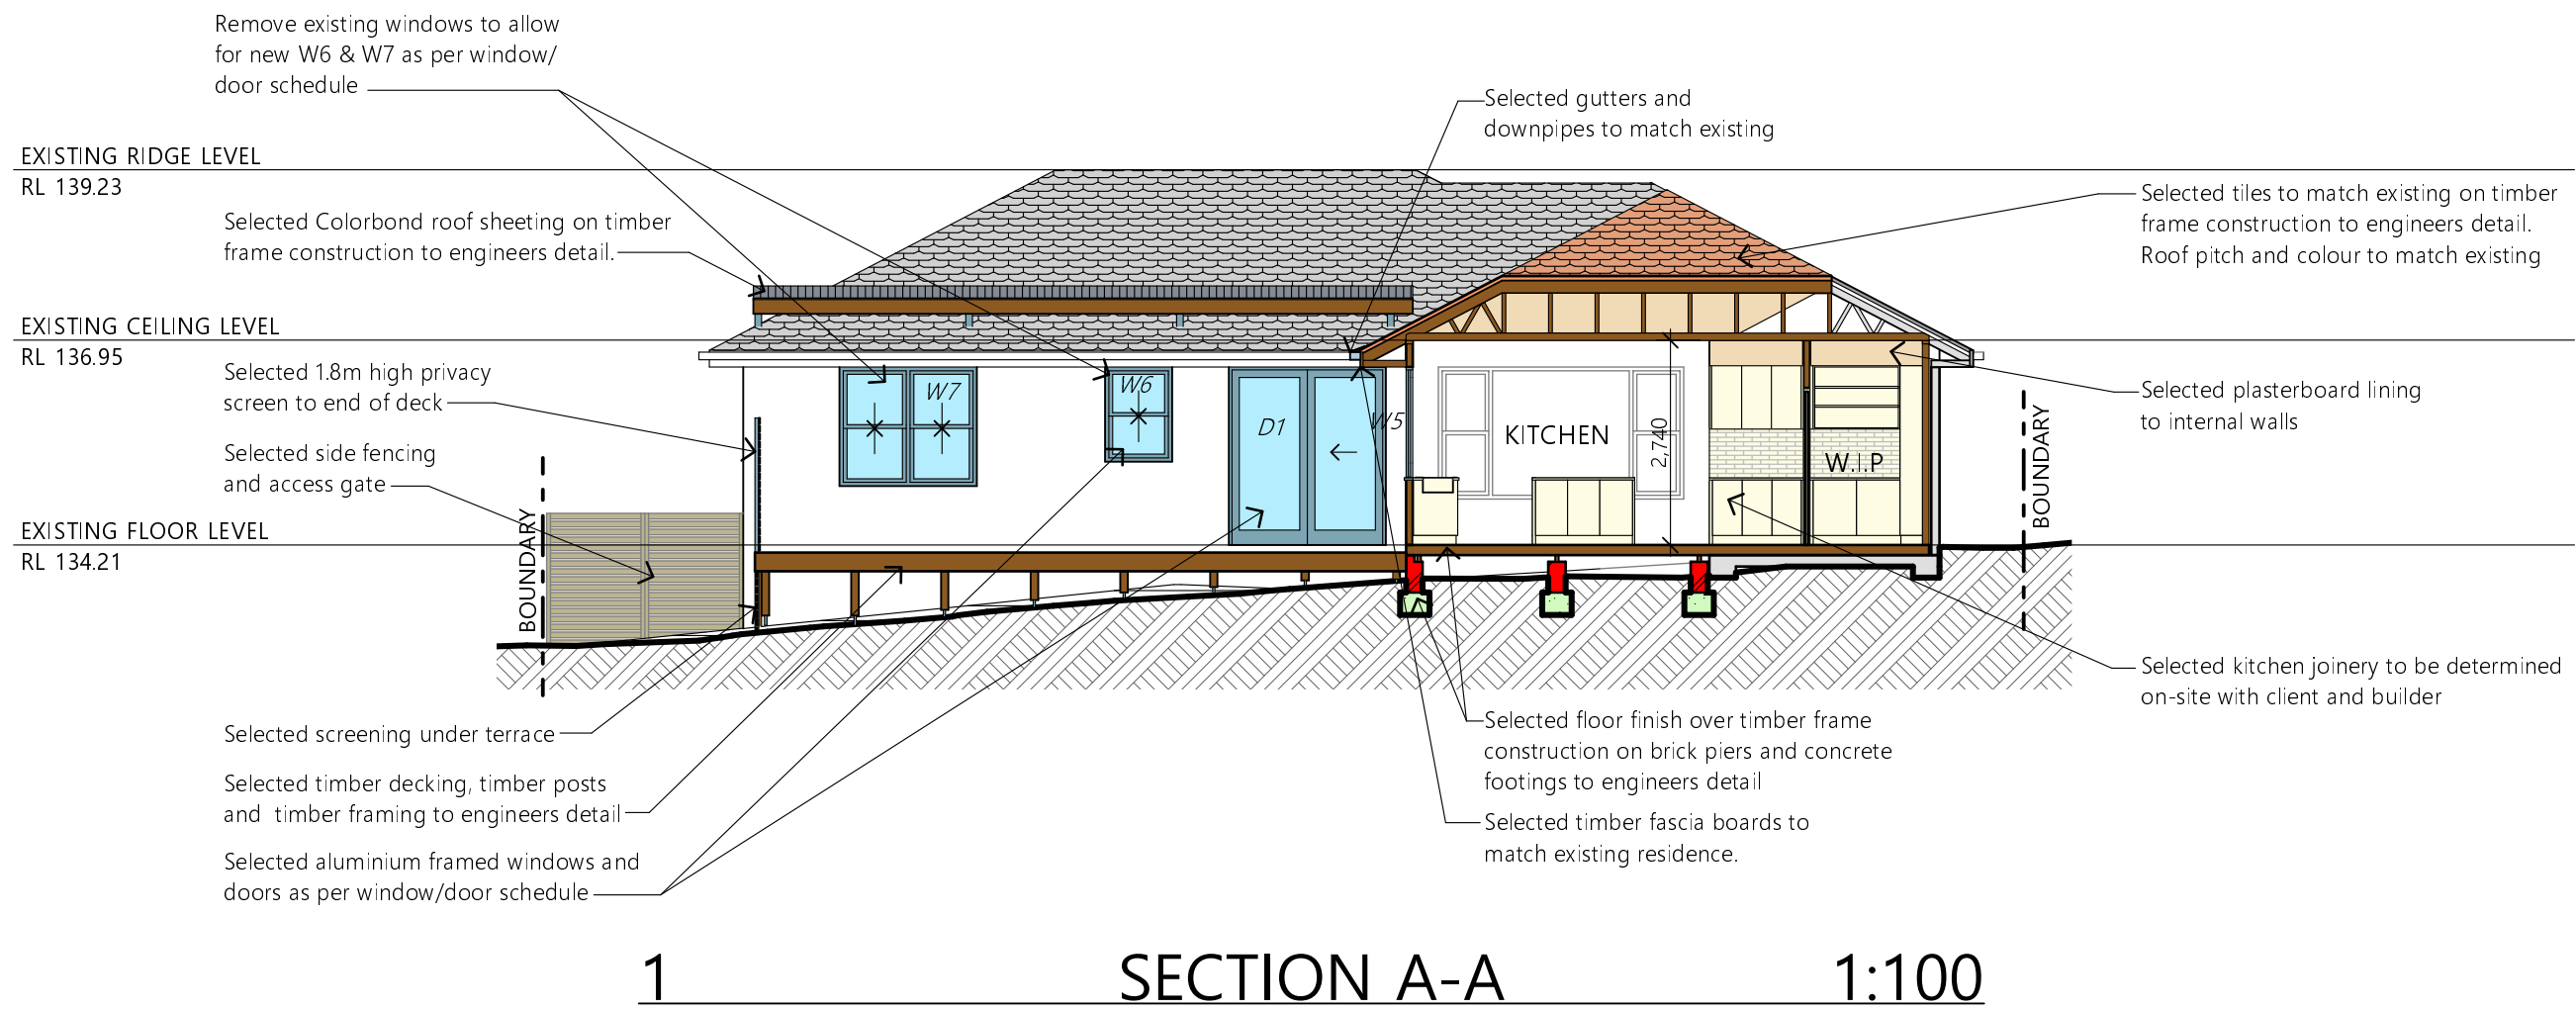 Remove existing windows to allow
for new W6 & W7 as per window/
door schedule
Selected gutters and
downpipes to match existing
EXISTING RIDGE LEVEL
RL 139.23
Selected Colorbond roof sheeting on timber
frame construction to engineers detail.
Selected tiles to match existing on timber
frame construction to engineers detail.
Roof pitch and colour to match existing
EXISTING CEILING LEVEL
RL 136.95
Selected 1.8m high privacy
screen to end of deck
Selected side fencing
and access gate
Selected plasterboard lining
to internal walls
W7
W6
D1
W5
KITCHEN
2,740
W.I.P
BOUNDARY
BOUNDARY
EXISTING FLOOR LEVEL
RL 134.21
Selected kitchen joinery to be determined
on-site with client and builder
Selected screening under terrace
Selected timber decking, timber posts
and timber framing to engineers detail
Selected aluminium framed windows and
doors as per window/door schedule
Selected floor finish over timber frame
construction on brick piers and concrete
footings to engineers detail
Selected timber fascia boards to
match existing residence.
1 SECTION A-A 1:100